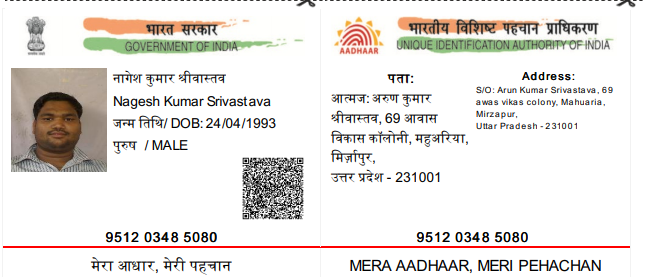 भारत सरकार
GOVERNMENT OF INDIA
नागेश कुमार श्रीवास्तव
Nagesh Kumar Srivastava
जन्म तिथि/ DOB: 24/04/1993
पुरुष / MALE
9512 0348 5080
मेरा आधार, मेरी पहचान
भारतीय विशिष्ट पहचान प्राधिकरण
UNIQUE IDENTIFICATION AUTHORITY OF INDIA
AADHAAR
पता:
आत्मज: अरुण कुमार
श्रीवास्तव, 69 आवास
विकास कॉलोनी, महुअरिया,
मिर्ज़ापुर,
उत्तर प्रदेश - 231001
Address:
S/O: Arun Kumar Srivastava, 69
awas vikas colony, Mahuaria,
Mirzapur,
Uttar Pradesh - 231001
9512 0348 5080
MERA AADHAAR, MERI PEHACHAN